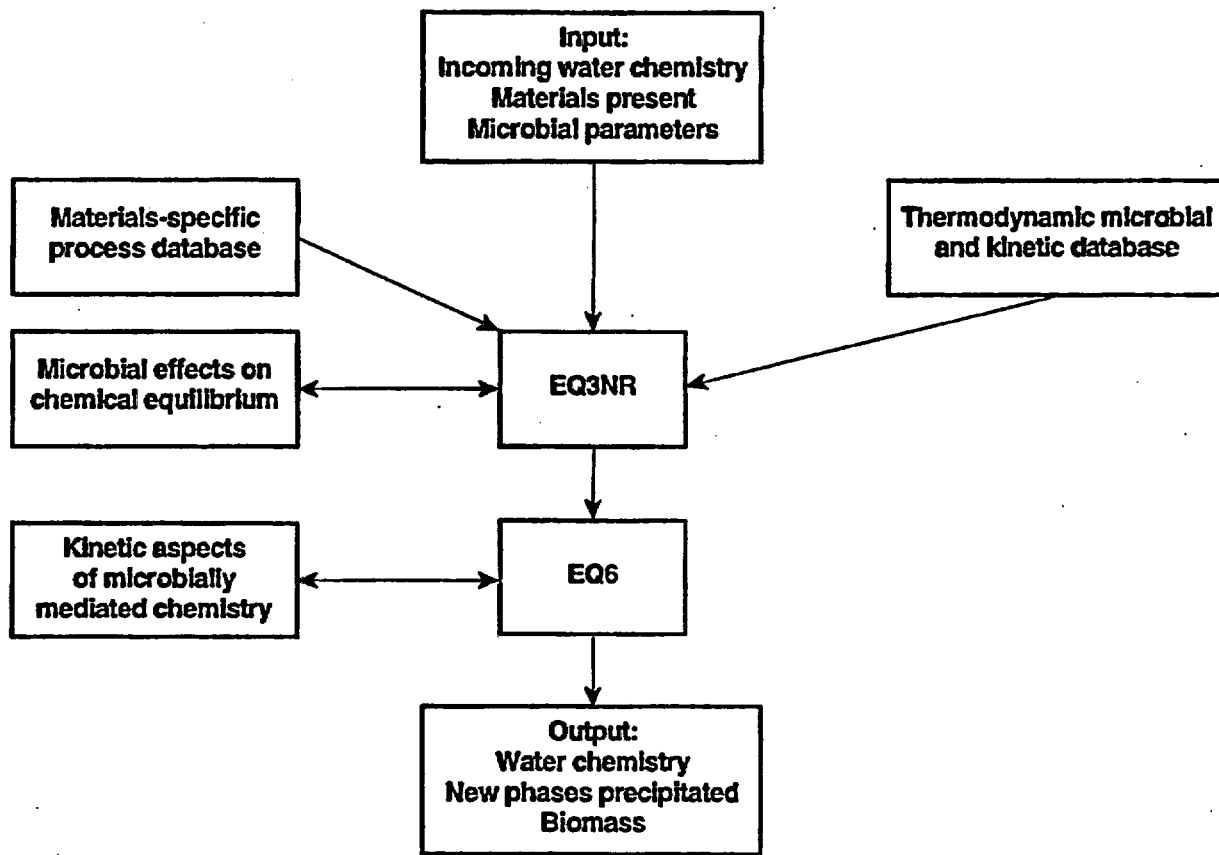 Input:
Incoming water chemistry
Materials present
Microbial parameters
Materials-specific
process database
Thermodynamic microbial
and kinetic database
Microbial effects on
chemical equilibrium
EQ3NR
Kinetic aspects
of microbially
mediated chemistry
EQ6
Output:
Water chemistry
New phases precipitated
Biomass